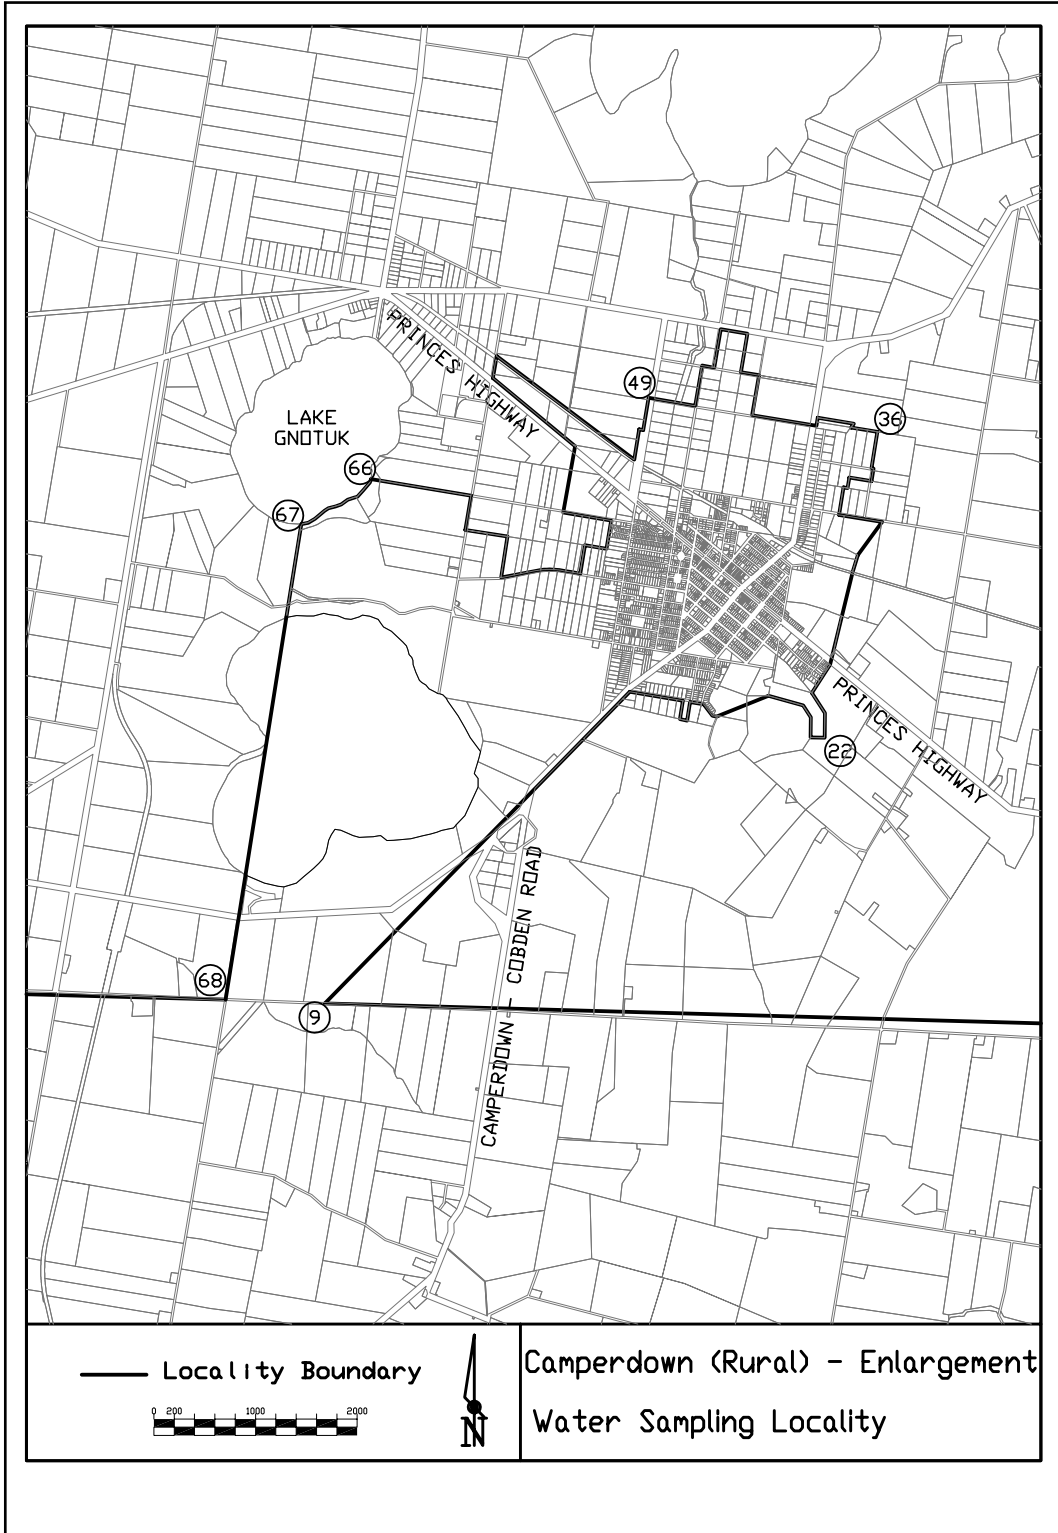 PRINCES HIGHWAY
49
36
LAKE
GNOTUK
66
67
PRINCES HIGHWAY
22
CAMPERDOWN - COBDEN ROAD
68
9
Locality Boundary
0 200 1000 2000
N
Camperdown (Rural) - Enlargement
Water Sampling Locality